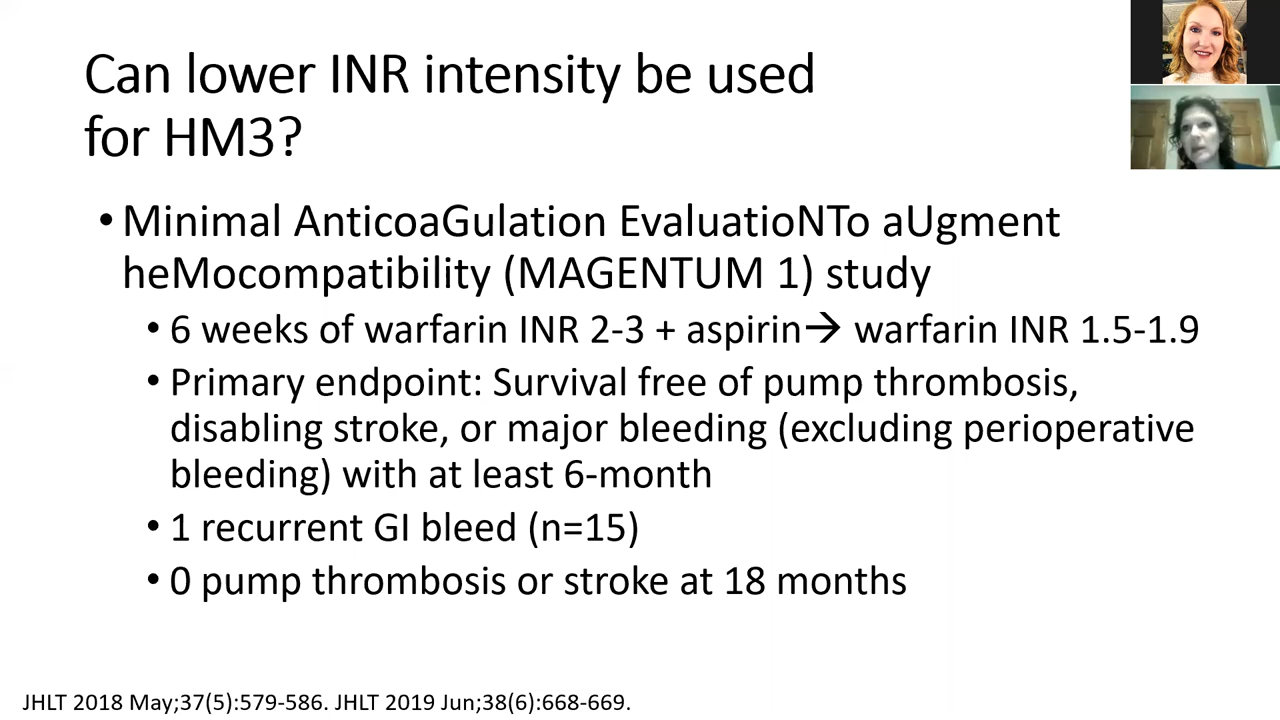 Can lower INR intensity be used
for HM3?
• Minimal AnticoaGulation EvaluatioNTo aUgment
heMocompatibility (MAGENTUM 1) study
• 6 weeks of warfarin INR 2-3 + aspirin→ warfarin INR 1.5-1.9
• Primary endpoint: Survival free of pump thrombosis,
disabling stroke, or major bleeding (excluding perioperative
bleeding) with at least 6-month
• 1 recurrent GI bleed (n=15)
• 0 pump thrombosis or stroke at 18 months
JHLT 2018 May;37(5):579-586. JHLT 2019 Jun;38(6):668-669.